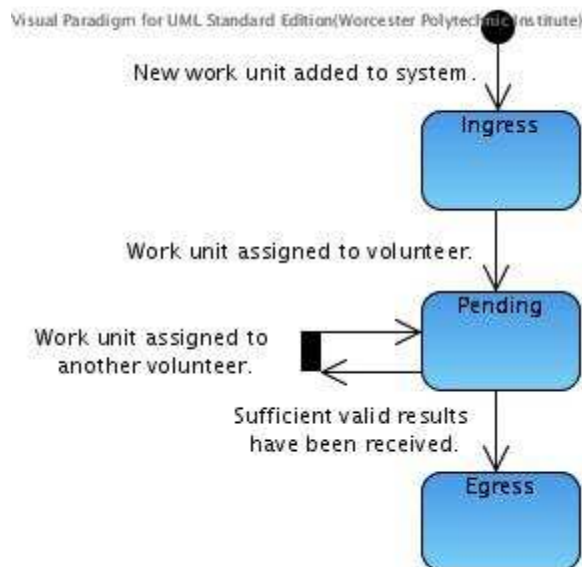 Visual Paradigm for UML Standard Edition(Worcester Polytechnic Institute)
New work unit added to system.
Ingress
Work unit assigned to volunteer.
Pending
Work unit assigned to
another volunteer.
Sufficient valid results
have been received.
Egress